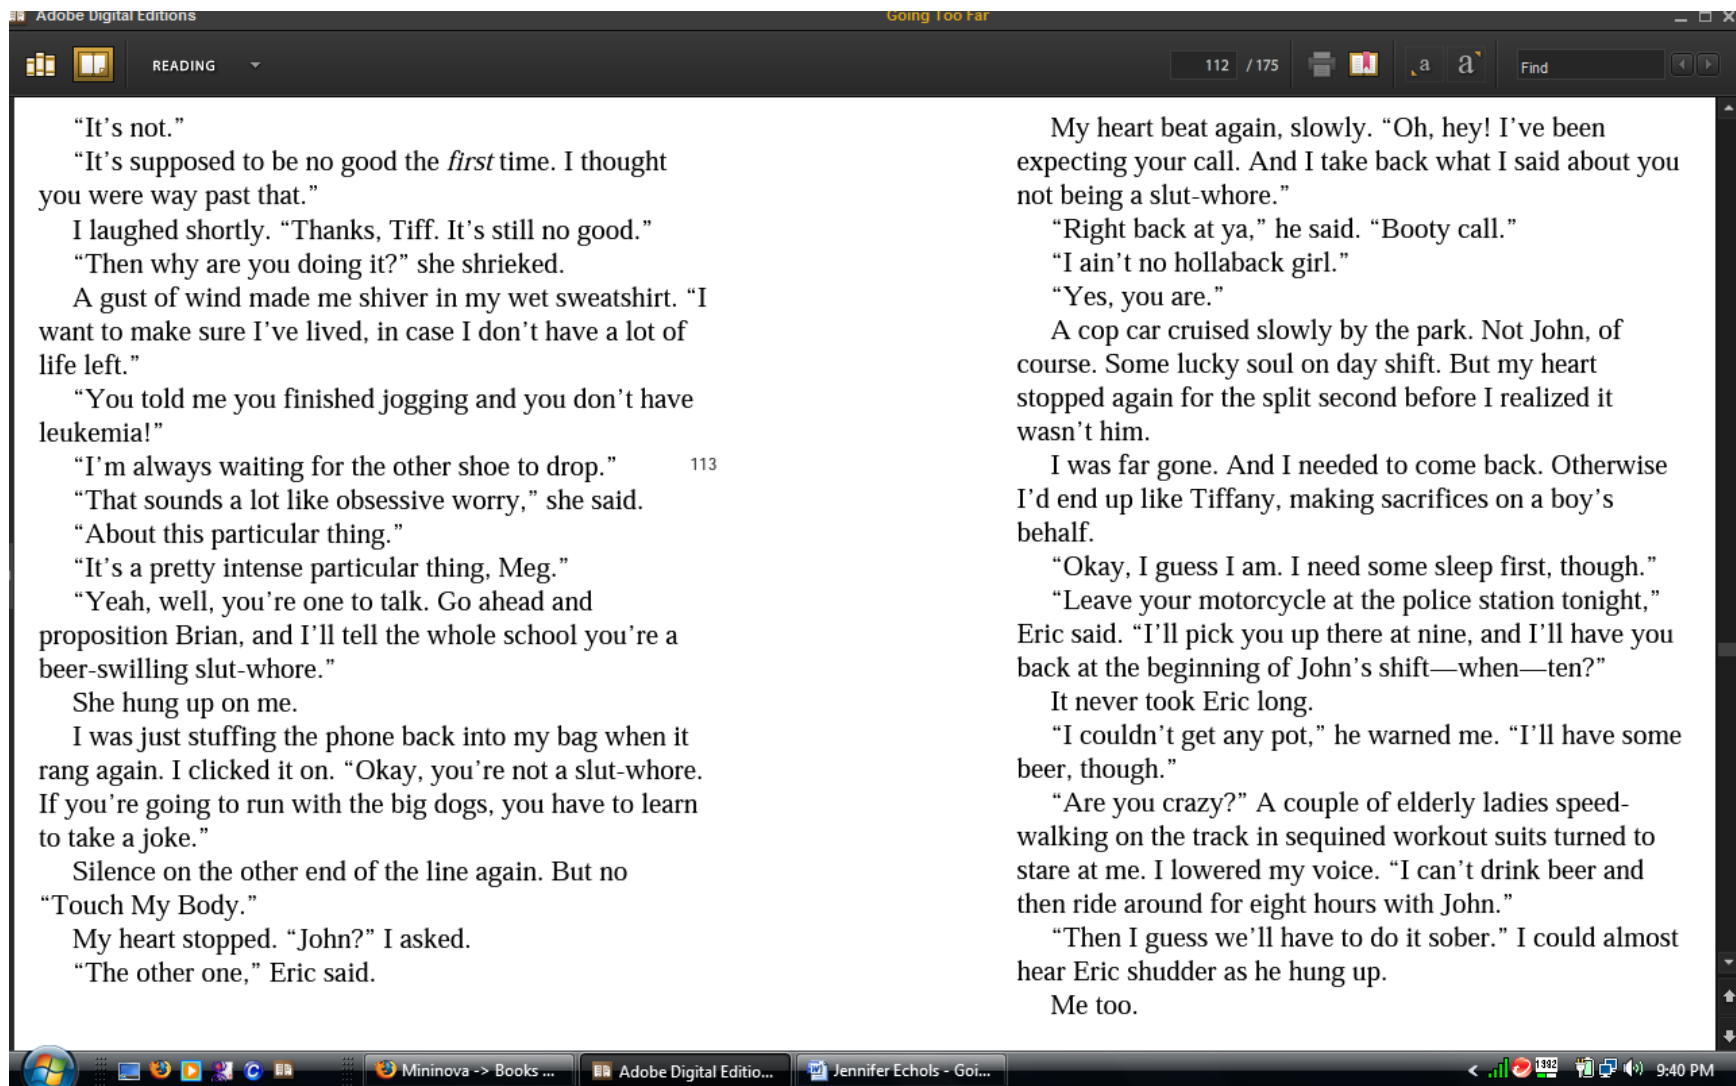 Adobe Digital Editions
Going Too Far
READING
112 / 175
a
a
Find
“It’s not.”
“It’s supposed to be no good the first time. I thought
you were way past that.”
I laughed shortly. “Thanks, Tiff. It’s still no good.”
“Then why are you doing it?” she shrieked.
A gust of wind made me shiver in my wet sweatshirt. “I
want to make sure I’ve lived, in case I don’t have a lot of
life left.”
“You told me you finished jogging and you don’t have
leukemia!”
“I’m always waiting for the other shoe to drop.”
113
“That sounds a lot like obsessive worry,” she said.
“About this particular thing.”
“It’s a pretty intense particular thing, Meg.”
“Yeah, well, you’re one to talk. Go ahead and
proposition Brian, and I’ll tell the whole school you’re a
beer-swilling slut-whore.”
She hung up on me.
I was just stuffing the phone back into my bag when it
rang again. I clicked it on. “Okay, you’re not a slut-whore.
If you’re going to run with the big dogs, you have to learn
to take a joke.”
Silence on the other end of the line again. But no
“Touch My Body.”
My heart stopped. “John?” I asked.
“The other one,” Eric said.
My heart beat again, slowly. “Oh, hey! I’ve been
expecting your call. And I take back what I said about you
not being a slut-whore.”
“Right back at ya,” he said. “Booty call.”
“I ain’t no hollaback girl.”
“Yes, you are.”
A cop car cruised slowly by the park. Not John, of
course. Some lucky soul on day shift. But my heart
stopped again for the split second before I realized it
wasn’t him.
I was far gone. And I needed to come back. Otherwise
I’d end up like Tiffany, making sacrifices on a boy’s
behalf.
“Okay, I guess I am. I need some sleep first, though.”
“Leave your motorcycle at the police station tonight,”
Eric said. “I’ll pick you up there at nine, and I’ll have you
back at the beginning of John’s shift—when—ten?”
It never took Eric long.
“I couldn’t get any pot,” he warned me. “I’ll have some
beer, though.”
“Are you crazy?” A couple of elderly ladies speed-
walking on the track in sequined workout suits turned to
stare at me. I lowered my voice. “I can’t drink beer and
then ride around for eight hours with John.”
“Then I guess we’ll have to do it sober.” I could almost
hear Eric shudder as he hung up.
Me too.
Mininova -> Books ...
Adobe Digital Editio...
Jennifer Echols - Goi...
9:40 PM